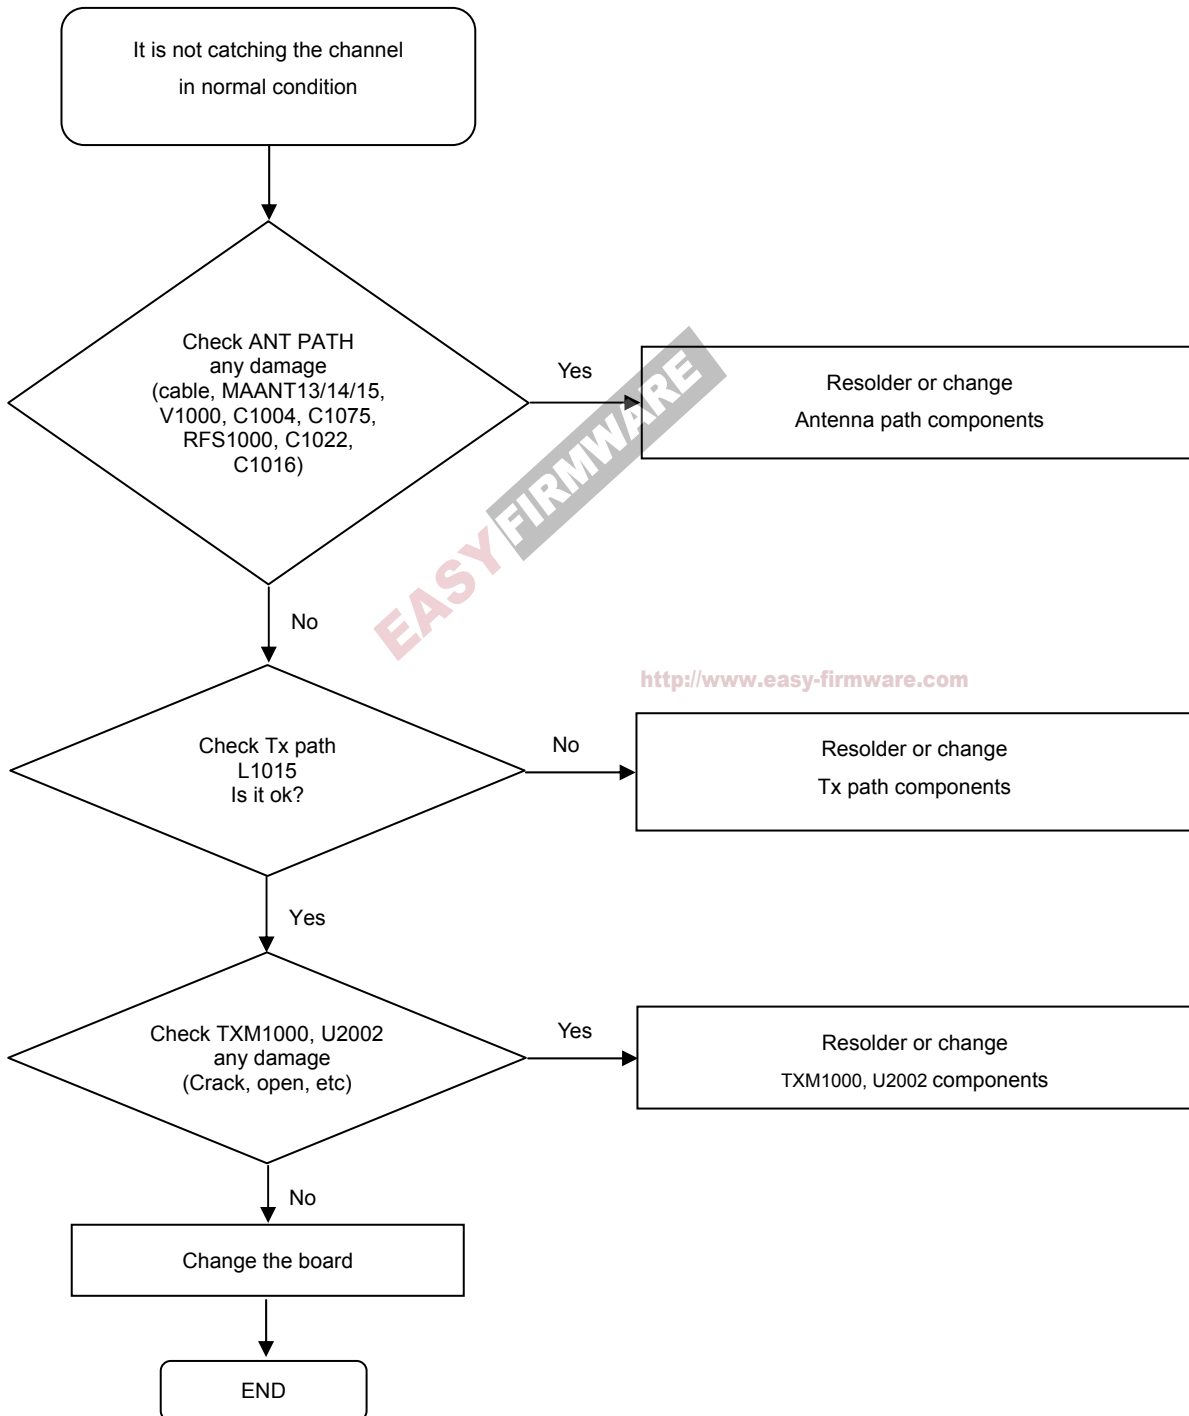 It is not catching the channel
in normal condition
Check ANT PATH
any damage
(cable, MAANT13/14/15,
V1000, C1004, C1075,
RFS1000, C1022,
C1016)
Yes
Resolder or change
Antenna path components
EASY FIRMWARE
No
http://www.easy-firmware.com
Check Tx path
L1015
Is it ok?
No
Resolder or change
Tx path components
Yes
Check TXM1000, U2002
any damage
(Crack, open, etc)
Yes
Resolder or change
TXM1000, U2002 components
No
Change the board
END